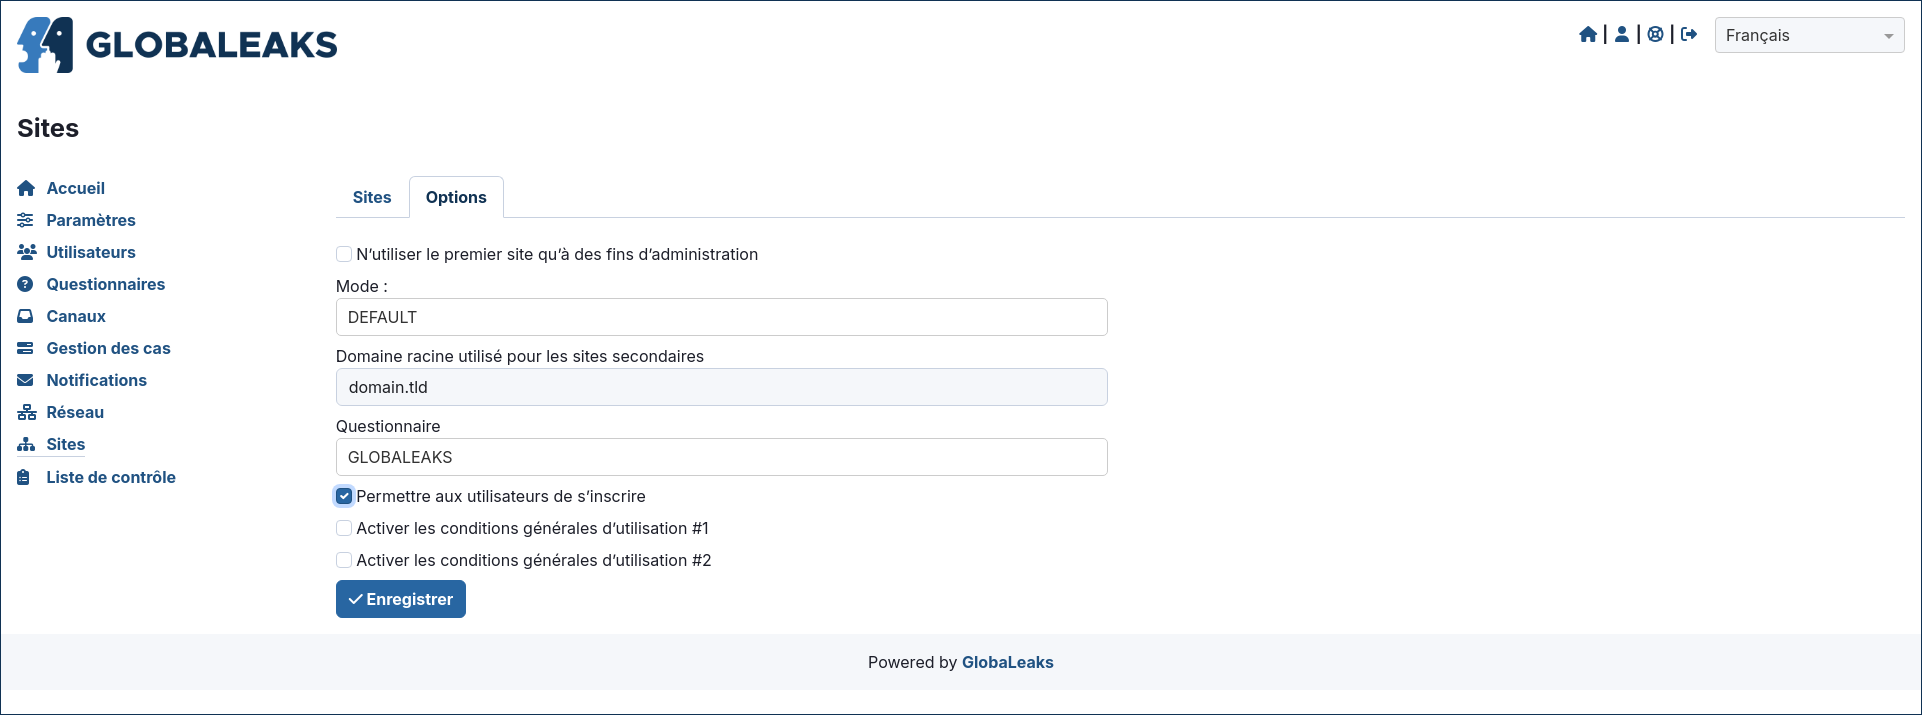 GLOBALEAKS
Français
Sites
Accueil
Paramètres
Utilisateurs
Questionnaires
Canaux
Gestion des cas
Notifications
Réseau
Sites
Liste de contrôle
Sites
Options
N‘utiliser le premier site qu’à des fins d‘administration
Mode :
DEFAULT
Domaine racine utilisé pour les sites secondaires
domain.tld
Questionnaire
GLOBALEAKS
Permettre aux utilisateurs de s’inscrire
Activer les conditions générales d‘utilisation #1
Activer les conditions générales d‘utilisation #2
Enregistrer
Powered by GlobaLeaks